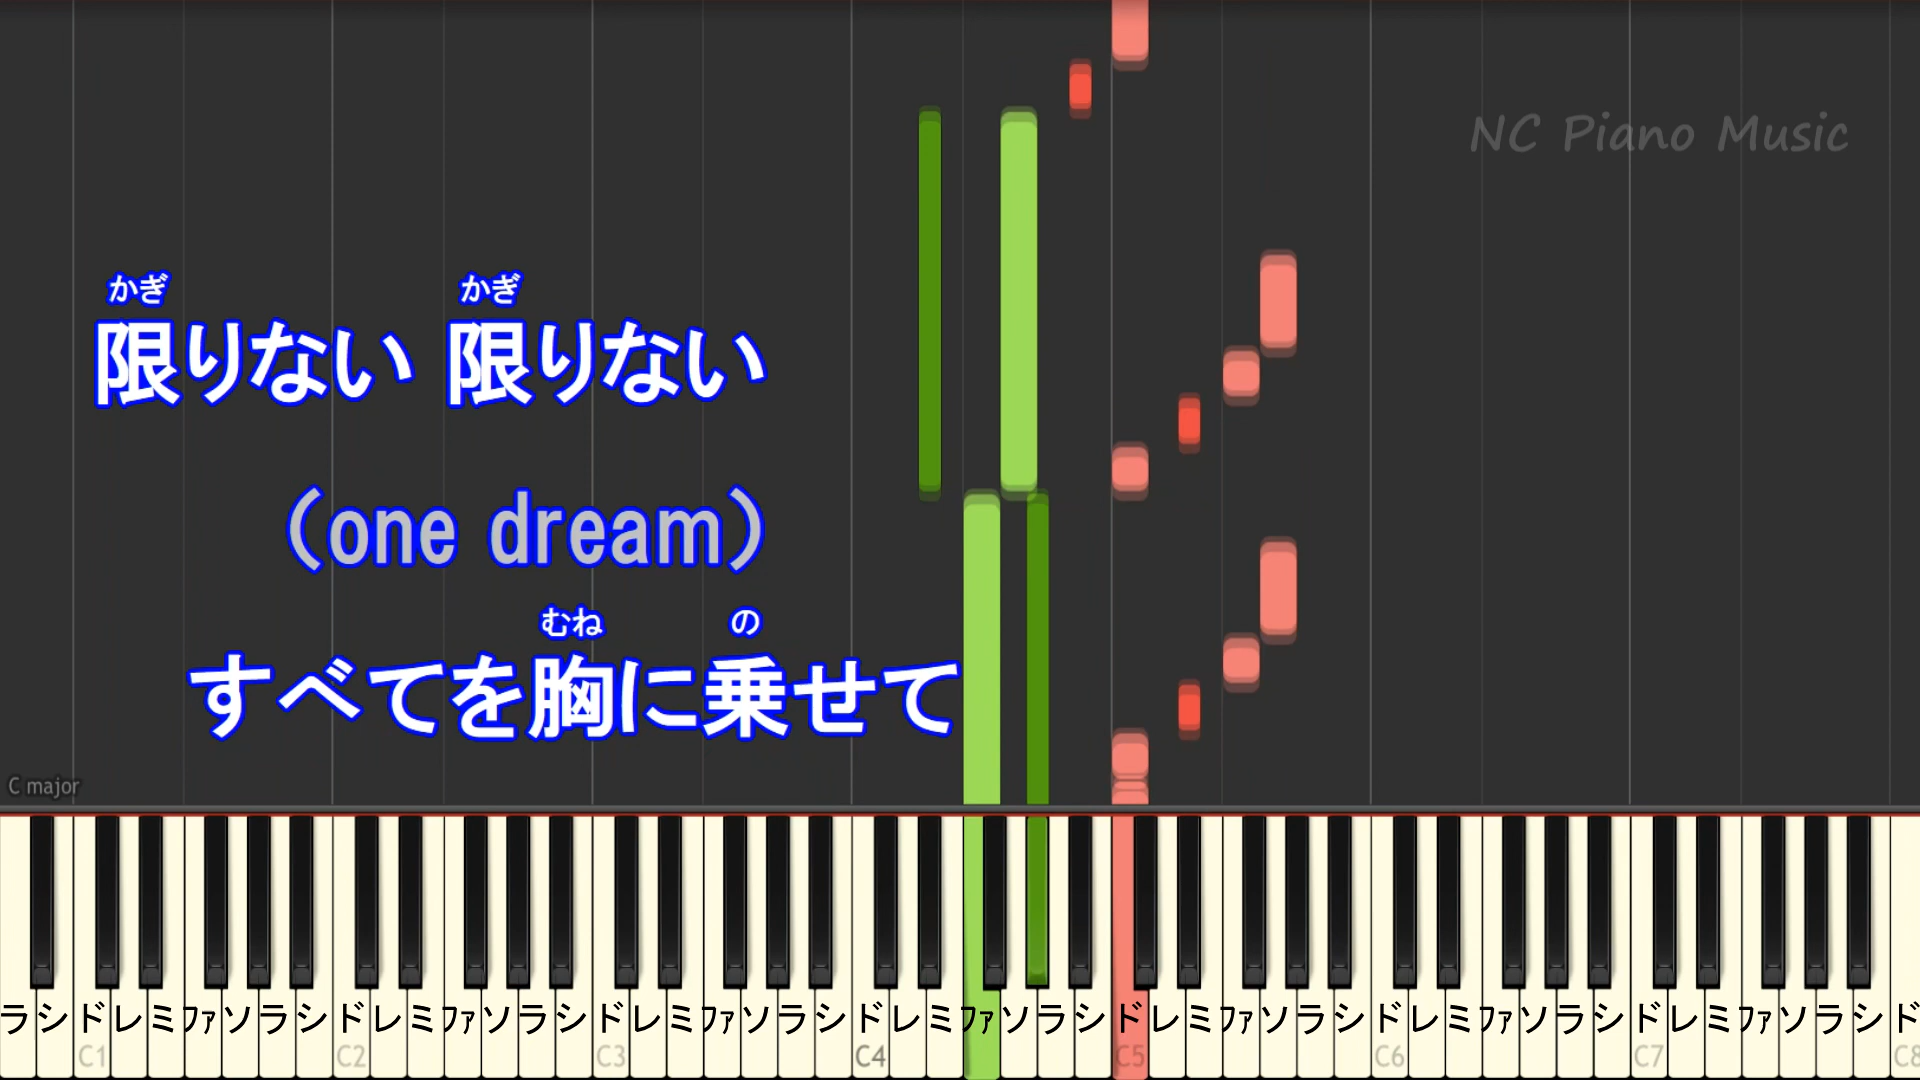 NC Piano Music
かぎ かぎ
限りない 限りない
（one dream）
むね の
すべてを胸に乗せて
C major
ラシドレミファソラシドレミファソラシドレミファソラシドレミファソラシドレミファソラシドレミファソラシドレミファソラシド
C1 C2 C3 C4 C5 C6 C7 C8